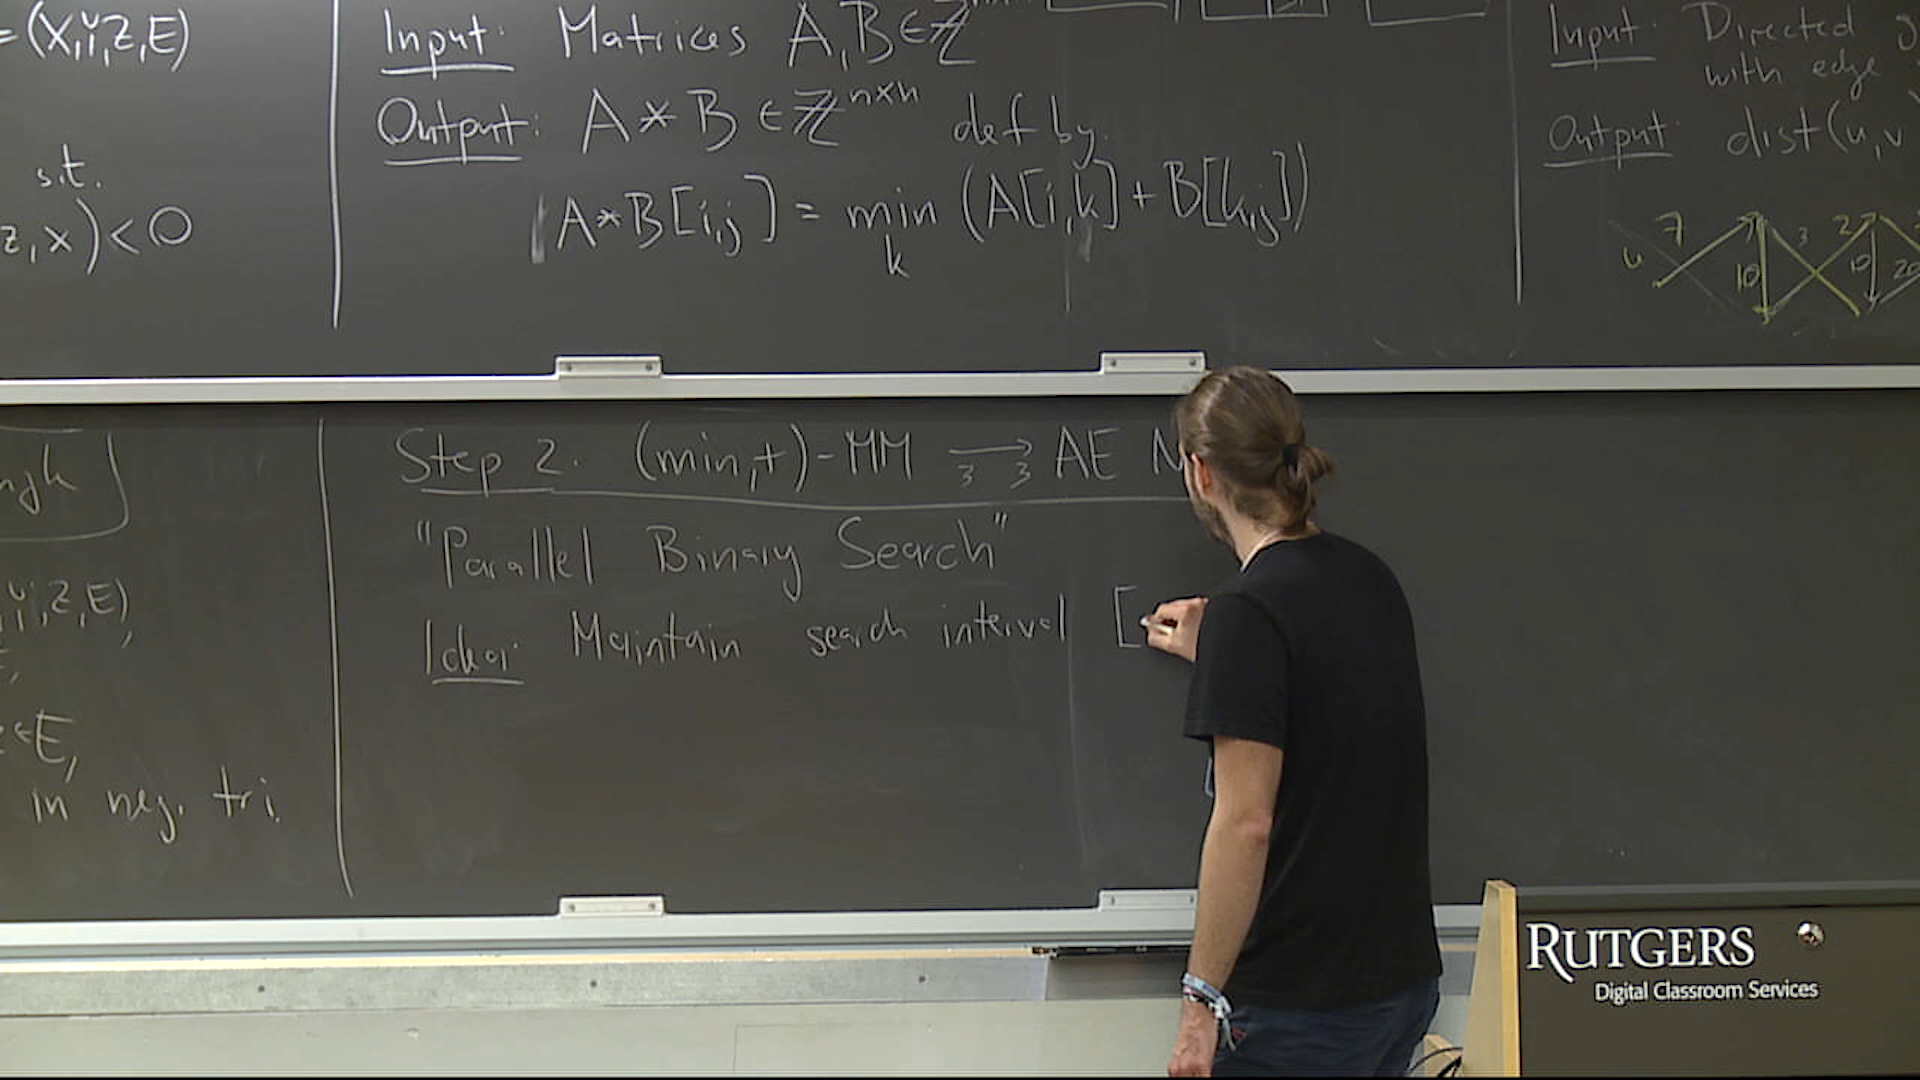 = (X,Y,Z,E)
s.t.
z,x) < 0
Input: Matrices A,B ∈ ℤ
Output: A * B ∈ ℤ^{n×n} def by.
A*B[i,j] = min_k (A[i,k] + B[k,j])
Input: Directed g
with edge
Output: dist(u,v
u 7 10 3 2 10 20
Step 2. (min,+)-MM →_{3 3} AE N
"Parallel Binary Search"
Idea: Maintain search interval [
Y,Z,E),
∈ E,
in neg. tri.
RUTGERS
Digital Classroom Services